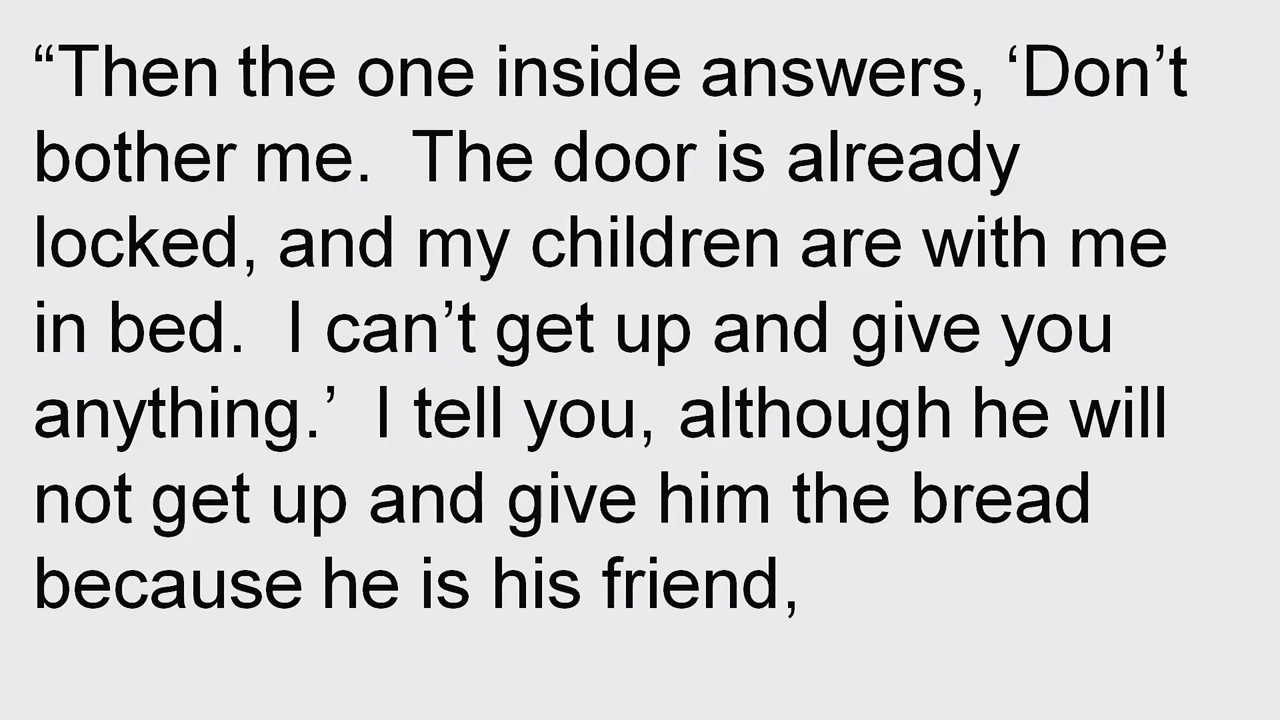 “Then the one inside answers, ‘Don’t
bother me.  The door is already
locked, and my children are with me
in bed.  I can’t get up and give you
anything.’  I tell you, although he will
not get up and give him the bread
because he is his friend,